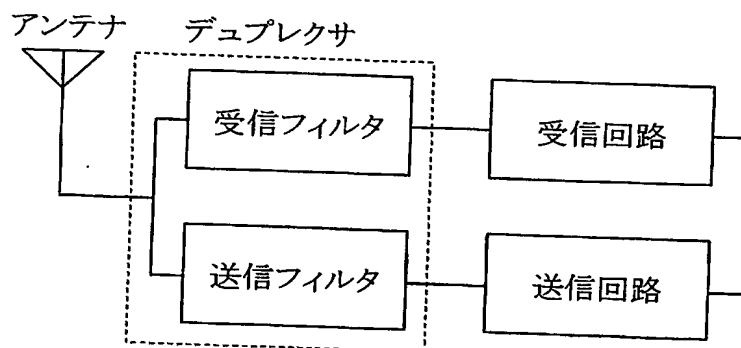 アンテナ
デュプレクサ
受信フィルタ
受信回路
送信フィルタ
送信回路